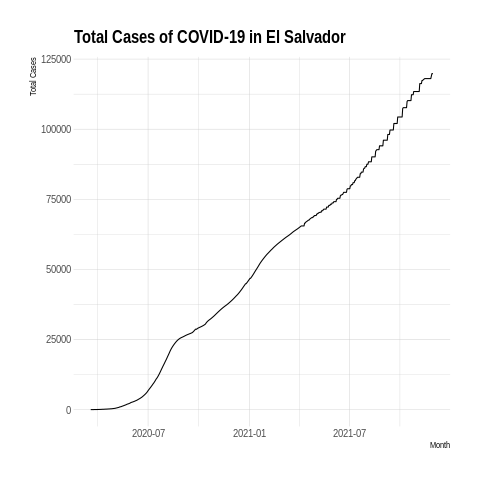 Total Cases of COVID-19 in El Salvador
Total Cases
125000
100000
75000
50000
25000
0
2020-07 2021-01 2021-07
Month